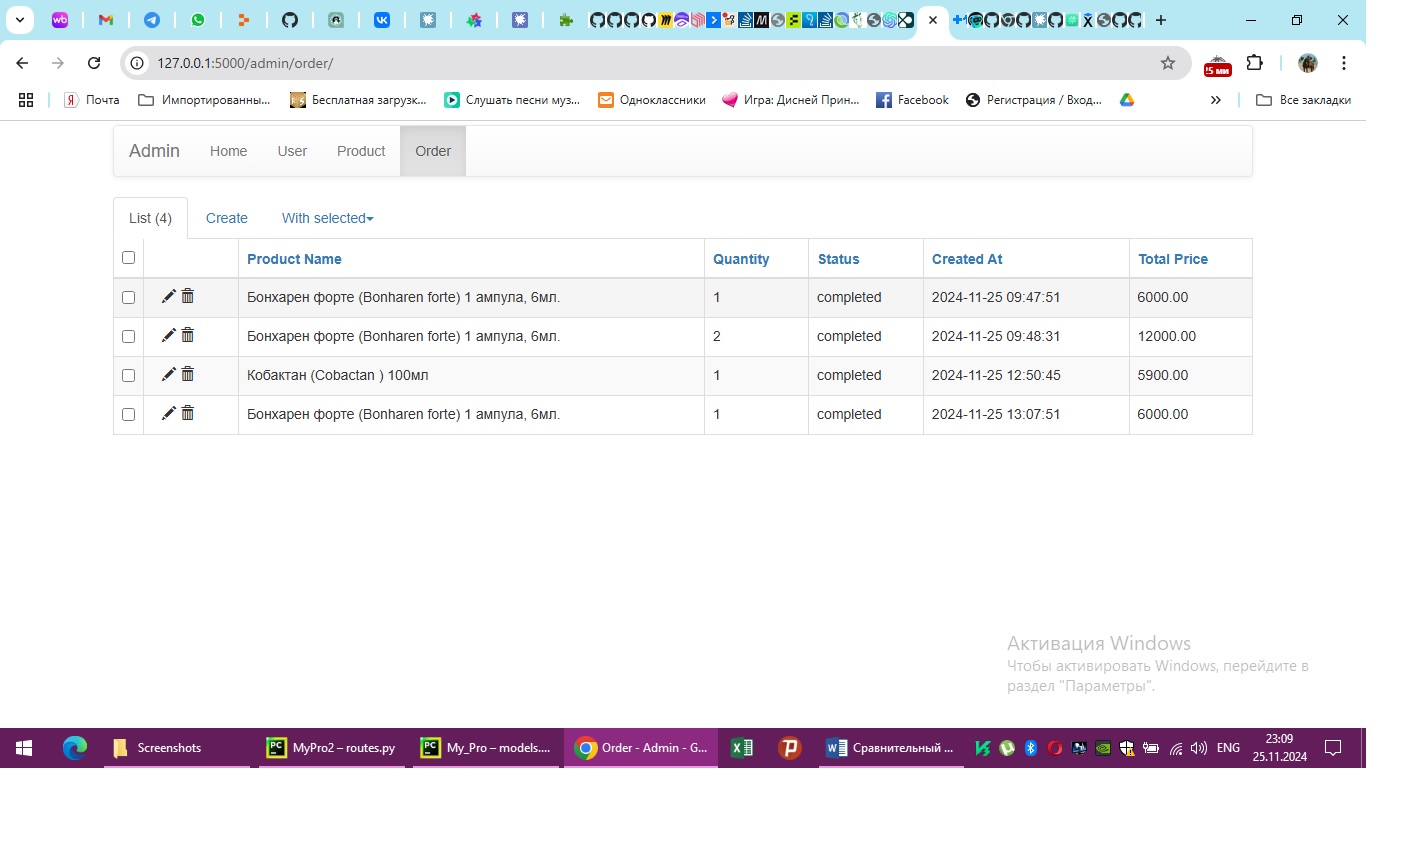 wb
127.0.0.1:5000/admin/order/
!5 ми
Почта
Импортированны...
Бесплатная загрузк...
Слушать песни муз...
Одноклассники
Игра: Дисней Прин...
Facebook
Регистрация / Вход...
Все закладки
Admin Home User Product Order
List (4) Create With selected
Product Name Quantity Status Created At Total Price
Бонхарен форте (Bonharen forte) 1 ампула, 6мл. 1 completed 2024-11-25 09:47:51 6000.00
Бонхарен форте (Bonharen forte) 1 ампула, 6мл. 2 completed 2024-11-25 09:48:31 12000.00
Кобактан (Cobactan ) 100мл 1 completed 2024-11-25 12:50:45 5900.00
Бонхарен форте (Bonharen forte) 1 ампула, 6мл. 1 completed 2024-11-25 13:07:51 6000.00
Активация Windows
Чтобы активировать Windows, перейдите в
раздел "Параметры".
Screenshots
MyPro2 – routes.py
My_Pro – models....
Order - Admin - G...
Сравнительный ...
ENG
23:09
25.11.2024